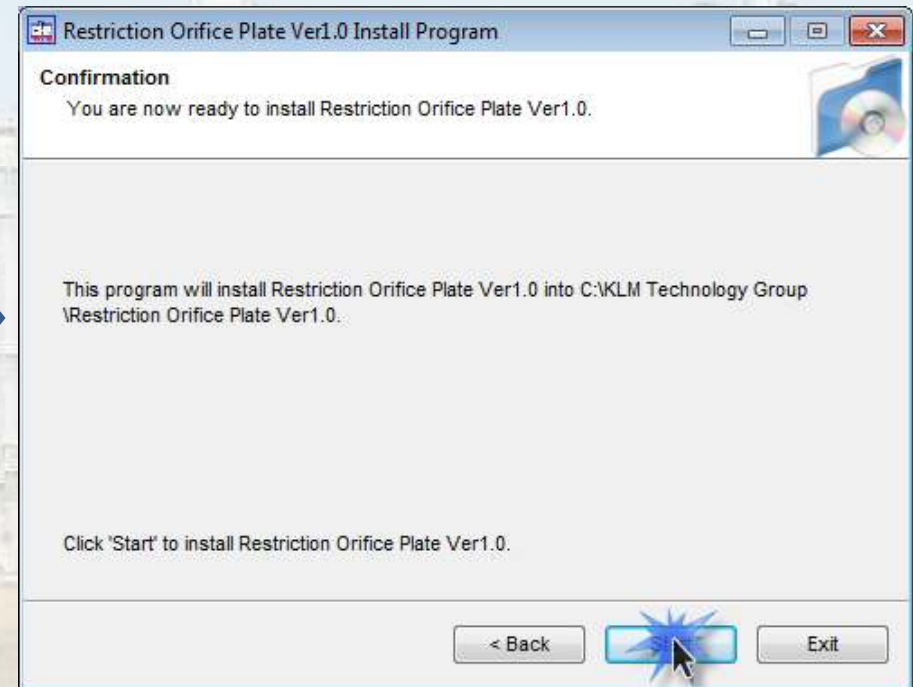 Restriction Orifice Plate Ver1.0 Install Program
Confirmation
You are now ready to install Restriction Orifice Plate Ver1.0.
This program will install Restriction Orifice Plate Ver1.0 into C:\KLM Technology Group
\Restriction Orifice Plate Ver1.0.
Click 'Start' to install Restriction Orifice Plate Ver1.0.
< Back
Exit